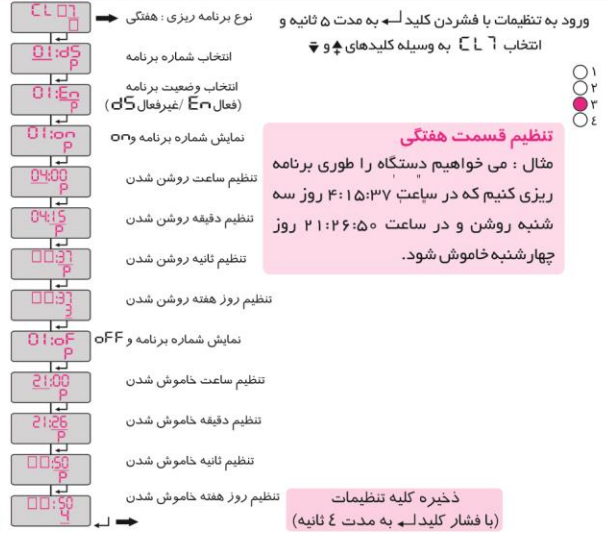 ورود به تنظیمات با فشردن کلید ↵ به مدت ۵ ثانیه و
انتخاب CL7 به وسیله کلیدهای ⇞ و ⇟
۱
۲
۳
٤
تنظیم قسمت هفتگی
مثال : می خواهیم دستگاه را طوری برنامه
ریزی کنیم که در ساعت ۴:۱۵:۳۷ روز سه
شنبه روشن و در ساعت ۲۱:۲۶:۵۰ روز
چهارشنبه خاموش شود.
نوع برنامه ریزی : هفتگی
CL 7
انتخاب شماره برنامه
01:dS
P
انتخاب وضعیت برنامه
(فعال En /غیرفعال dS)
01:En
P
نمایش شماره برنامه و on
01:on
P
تنظیم ساعت روشن شدن
04:00
P
تنظیم دقیقه روشن شدن
04:15
P
تنظیم ثانیه روشن شدن
:37
P
تنظیم روز هفته روشن شدن
:37
3
نمایش شماره برنامه و oFF
01:oF
P
تنظیم ساعت خاموش شدن
21:00
P
تنظیم دقیقه خاموش شدن
21:26
P
تنظیم ثانیه خاموش شدن
:50
P
تنظیم روز هفته خاموش شدن
:50
4
ذخیره کلیه تنظیمات
(با فشار کلید ↵ به مدت ٤ ثانیه)